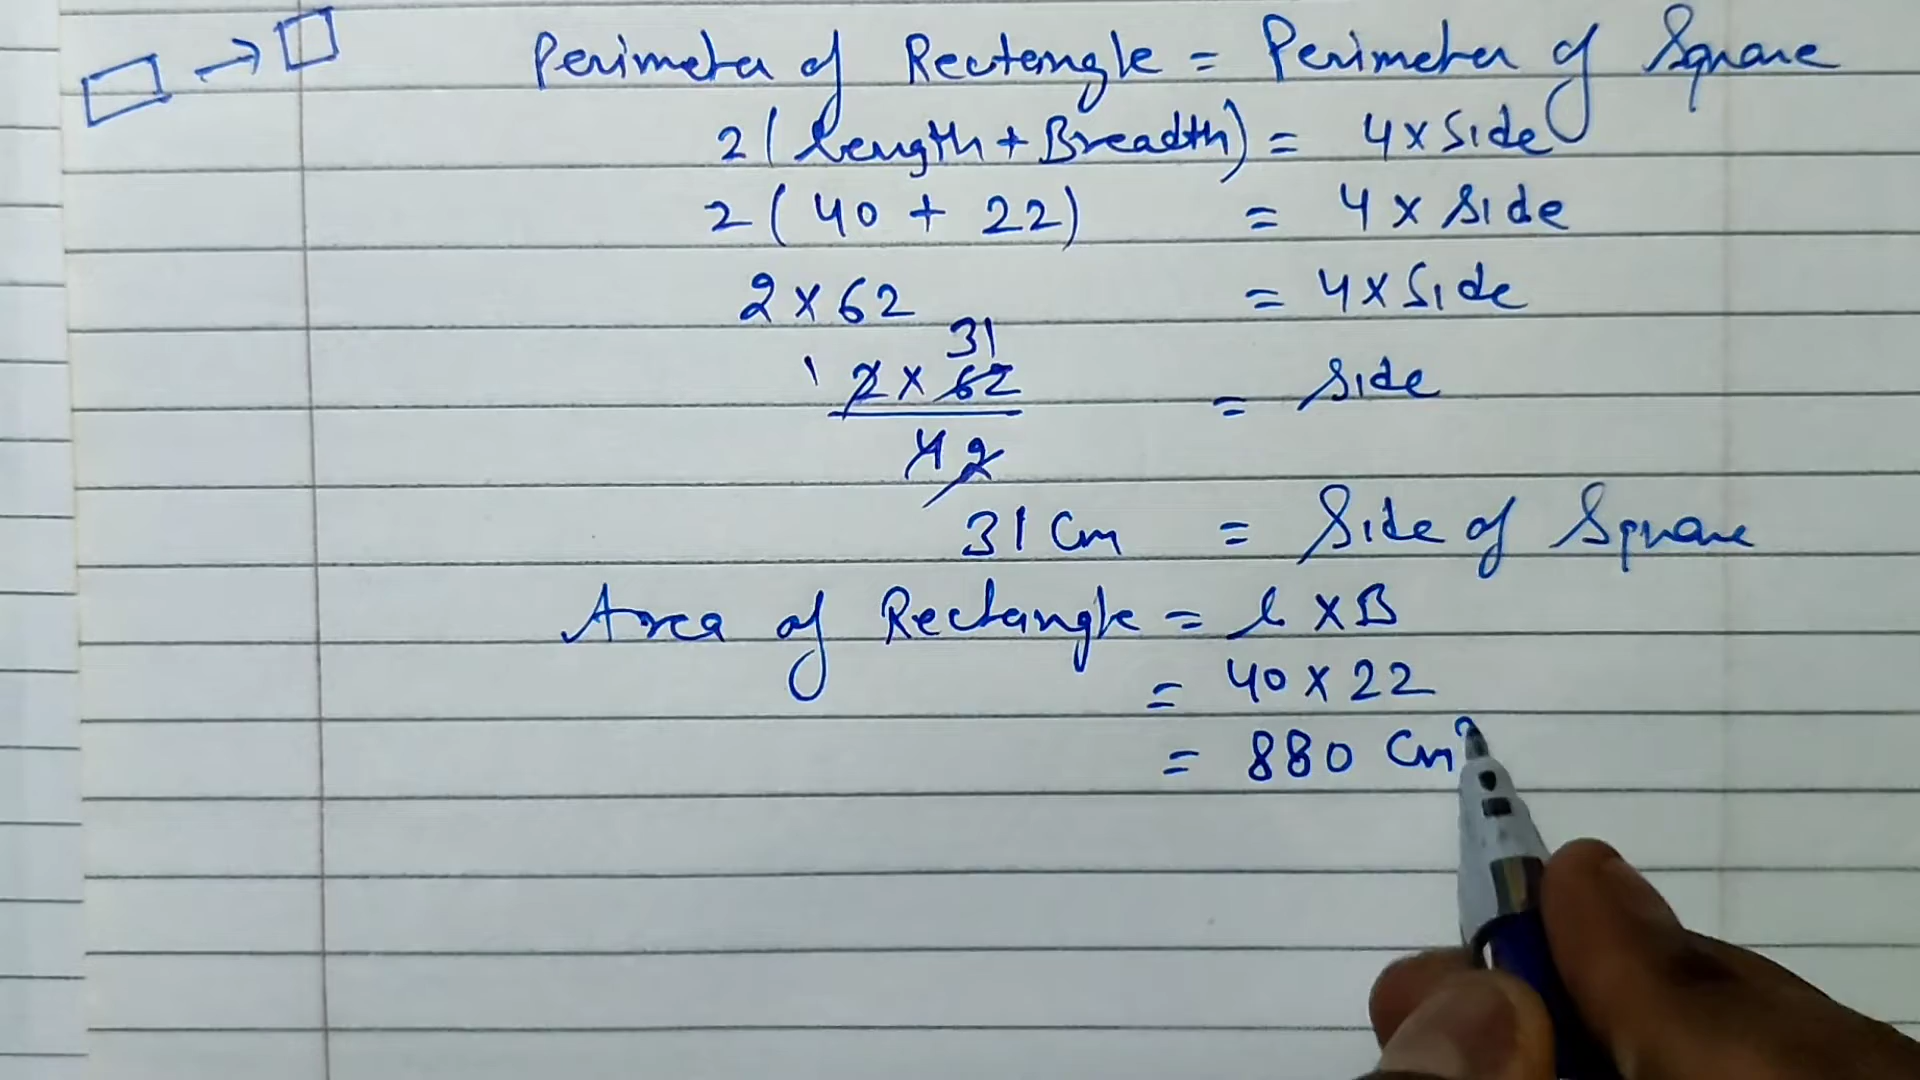 Perimeter of Rectangle = Perimeter of Square
2(Length + Breadth) = 4 x Side
2(40 + 22) = 4 x Side
2 x 62 = 4 x Side
31
1 2 x 62 = Side
4 2
31 Cm = Side of Square
Area of Rectangle = l x B
= 40 x 22
= 880 Cm²